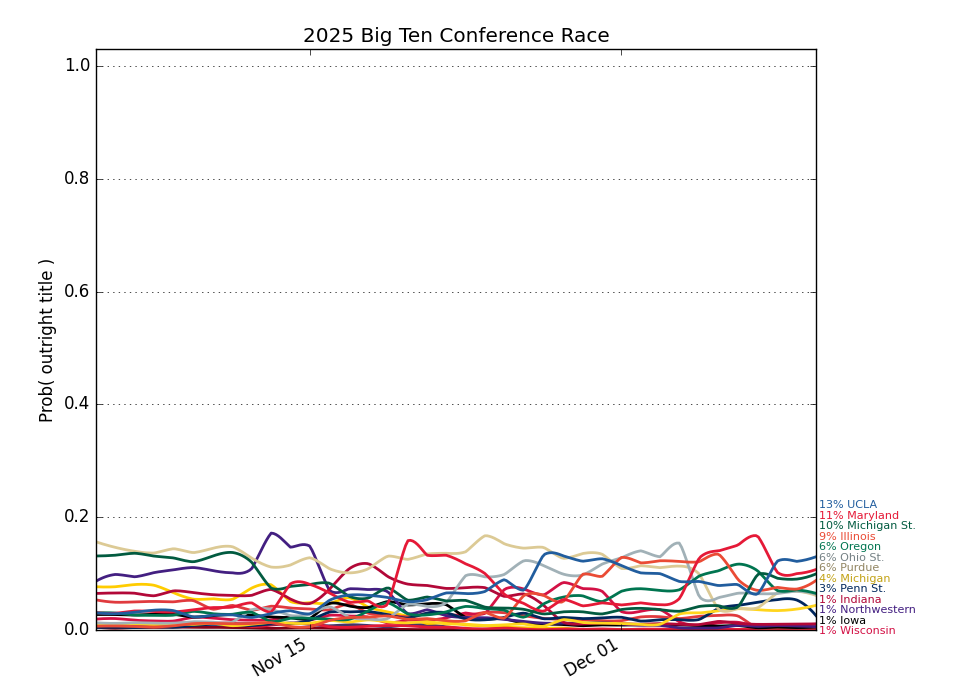 2025 Big Ten Conference Race
1.0
0.8
0.6
0.4
0.2
0.0
Prob( outright title )
Nov 15
Dec 01
13% UCLA
11% Maryland
10% Michigan St.
9% Illinois
6% Oregon
6% Ohio St.
6% Purdue
4% Michigan
3% Penn St.
1% Indiana
1% Northwestern
1% Iowa
1% Wisconsin